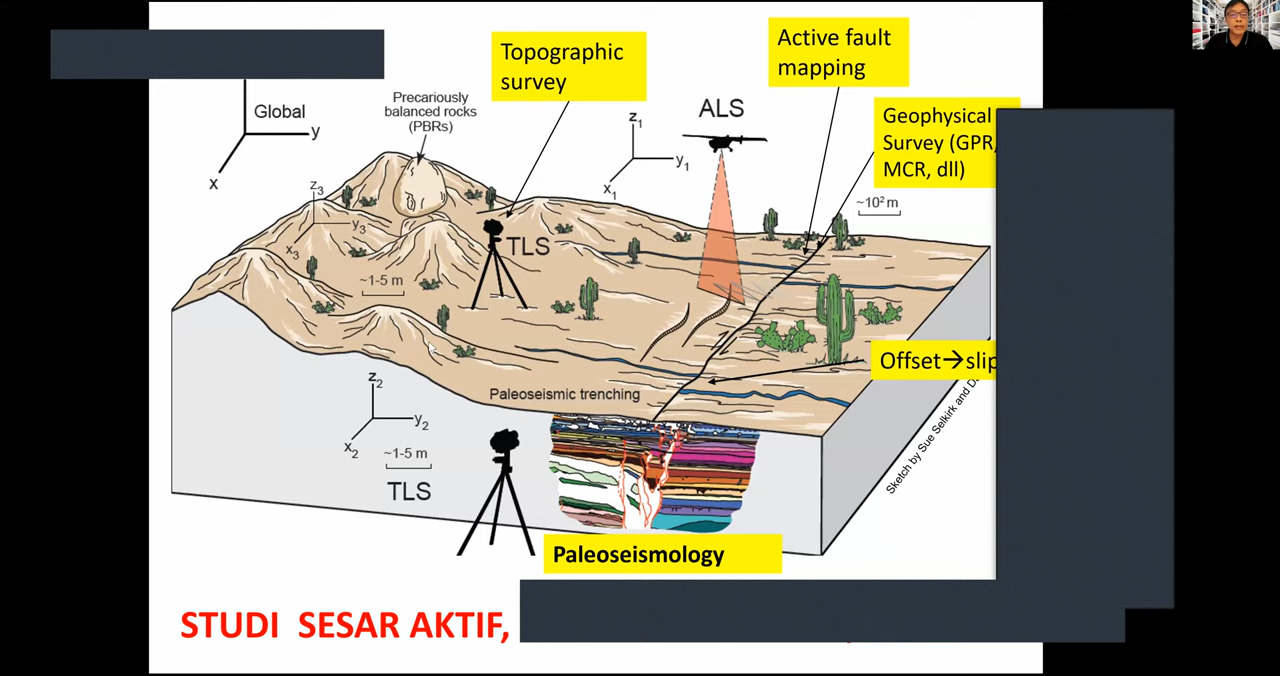 Topographic
survey
Active fault
mapping
Geophysical
Survey (GPR,
MCR, dll)
Global
x
y
Precariously
balanced rocks
(PBRs)
ALS
z1
y1
x1
~10² m
z3
y3
x3
TLS
~1-5 m
Offset→slip
Paleoseismic trenching
z2
y2
x2
~1-5 m
TLS
Sketch by Sue Selkirk and
Paleoseismology
STUDI SESAR AKTIF,